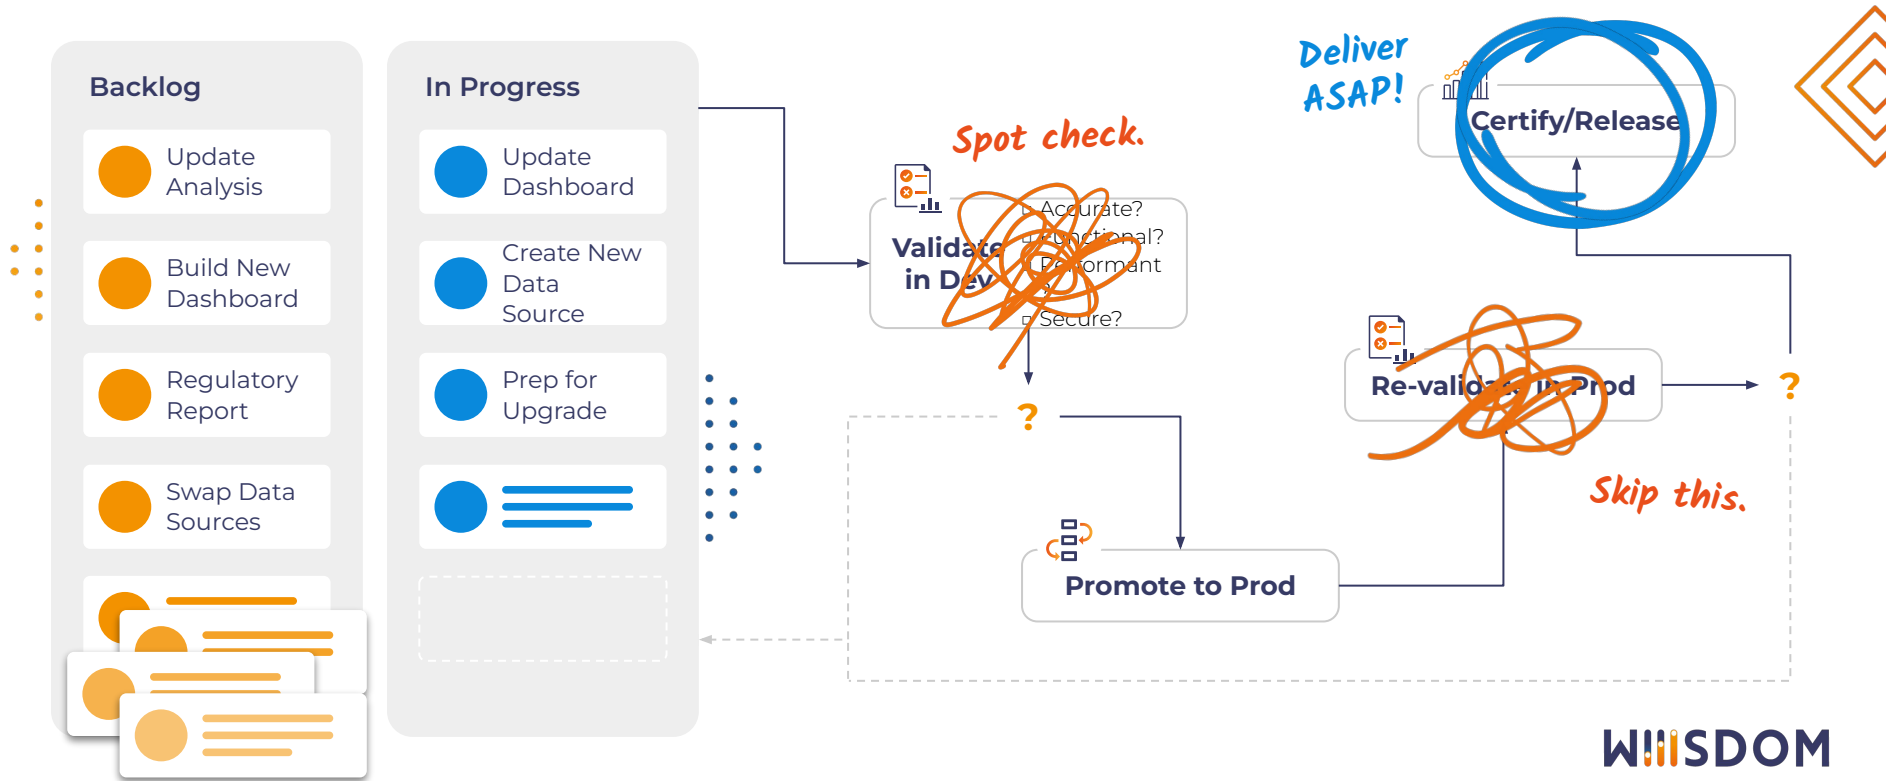 Backlog
Update
Analysis
Build New
Dashboard
Regulatory
Report
Swap Data
Sources
In Progress
Update
Dashboard
Create New
Data
Source
Prep for
Upgrade
Spot check.
Validate
in Dev
Accurate?
Functional?
Performant
?
Secure?
?
Promote to Prod
Re-validate in Prod
Skip this.
?
Deliver
ASAP!
Certify/Release
WIIISDOM